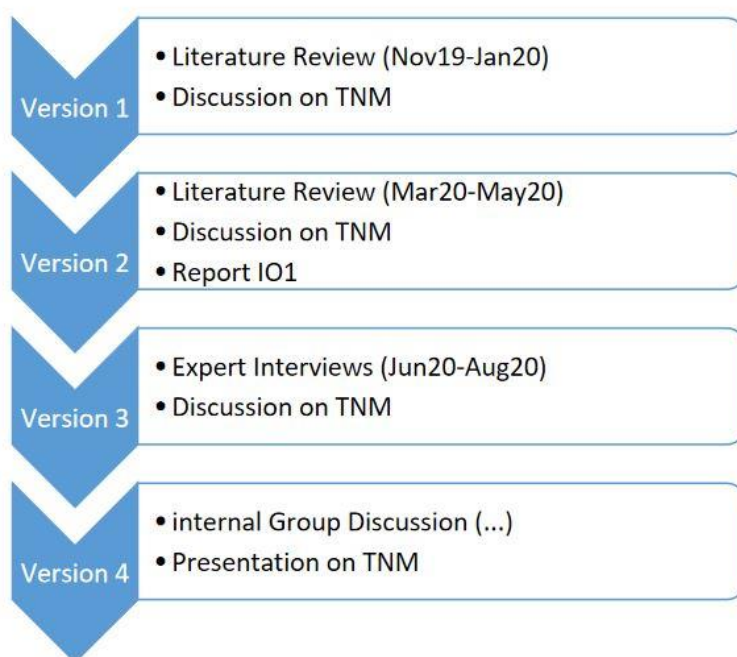 Version 1
• Literature Review (Nov19-Jan20)
• Discussion on TNM
Version 2
• Literature Review (Mar20-May20)
• Discussion on TNM
• Report IO1
Version 3
• Expert Interviews (Jun20-Aug20)
• Discussion on TNM
Version 4
• internal Group Discussion (...)
• Presentation on TNM